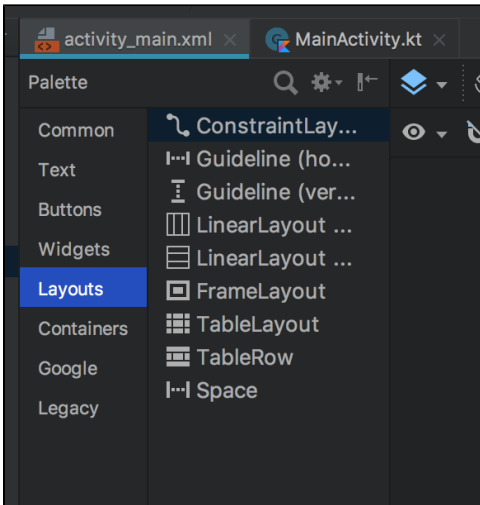 activity_main.xml MainActivity.kt
Palette
Common
Text
Buttons
Widgets
Layouts
Containers
Google
Legacy
ConstraintLay...
Guideline (ho...
Guideline (ver...
LinearLayout ...
LinearLayout ...
FrameLayout
TableLayout
TableRow
Space